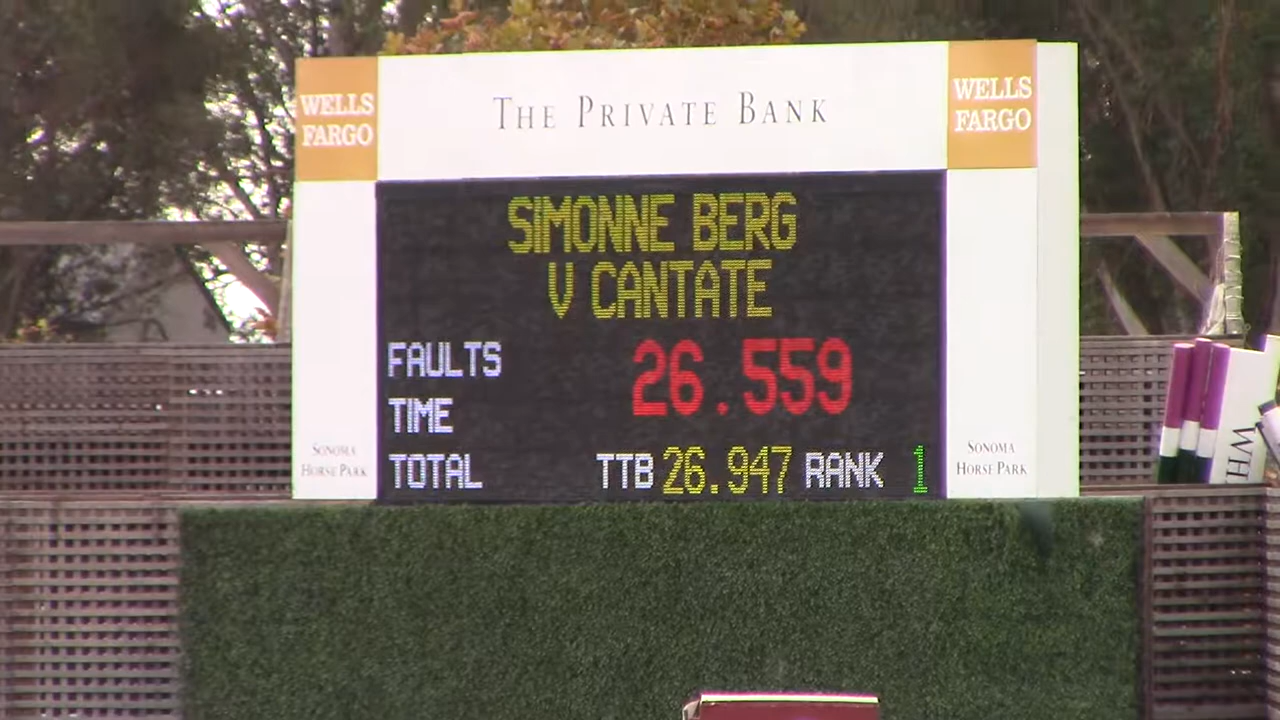 WELLS
FARGO
THE PRIVATE BANK
WELLS
FARGO
SIMONNE BERG
V CANTATE
FAULTS
26.559
TIME
TOTAL TTB 26.947 RANK 1
SONOMA
HORSE PARK
SONOMA
HORSE PARK
WH